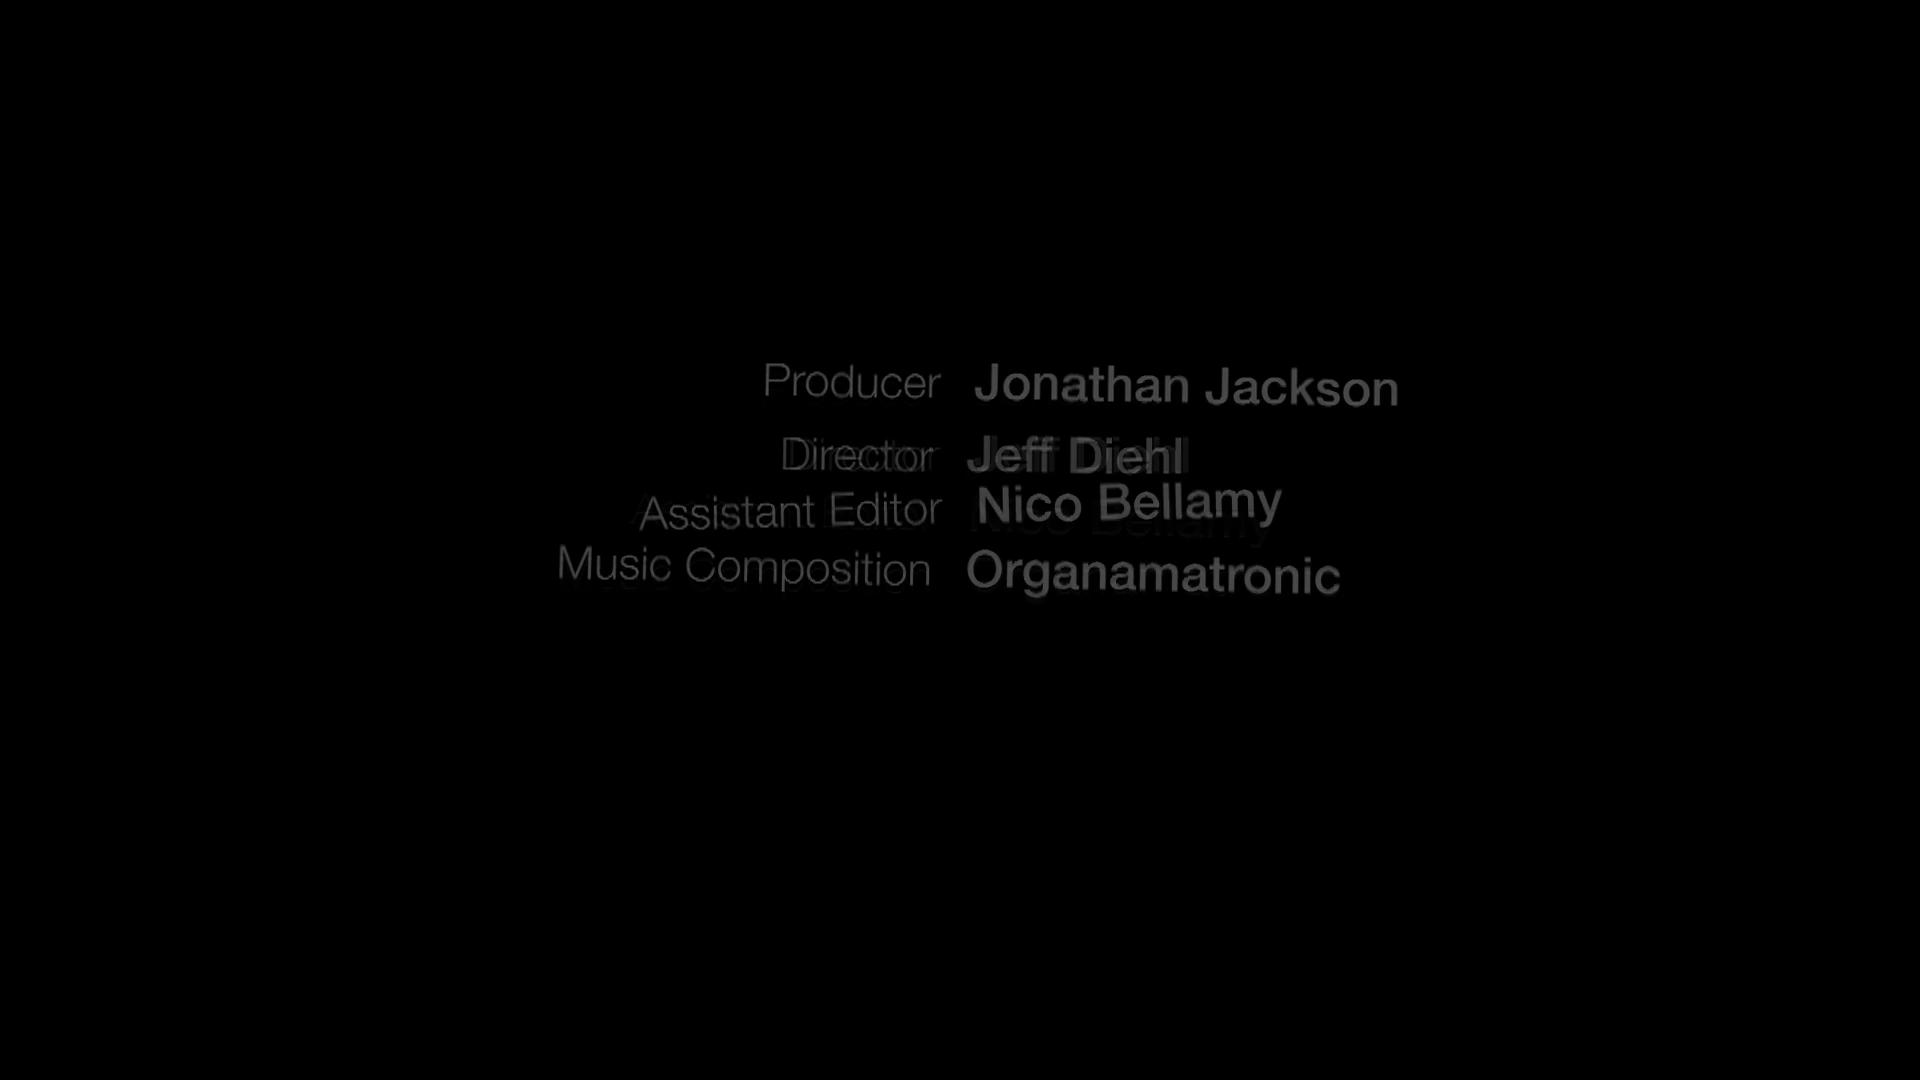 Producer Jonathan Jackson
Director Jeff Diehl
Assistant Editor Nico Bellamy
Music Composition Organamatronic